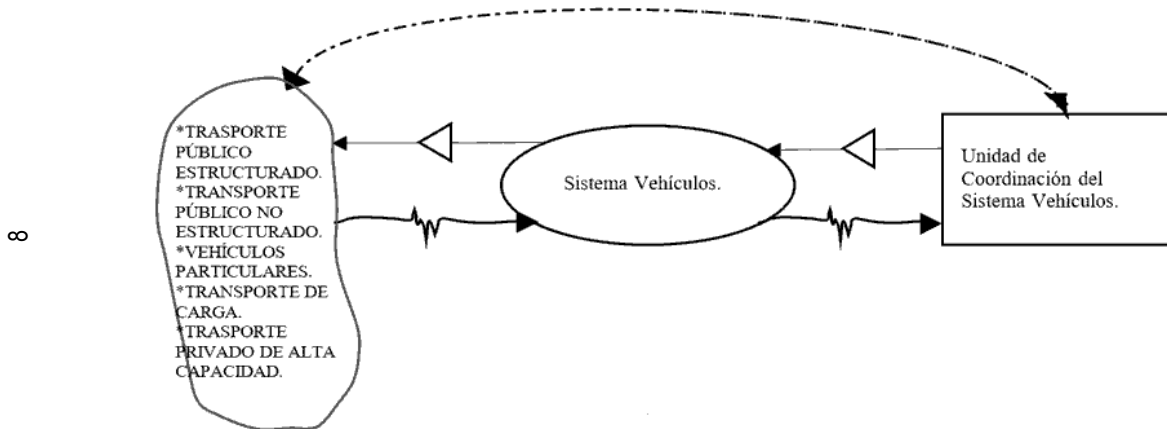 *TRASPORTE
PÚBLICO
ESTRUCTURADO.
*TRANSPORTE
PÚBLICO NO
ESTRUCTURADO.
*VEHÍCULOS
PARTICULARES.
*TRANSPORTE DE
CARGA.
*TRASPORTE
PRIVADO DE ALTA
CAPACIDAD.
Sistema Vehículos.
Unidad de
Coordinación del
Sistema Vehículos.
8